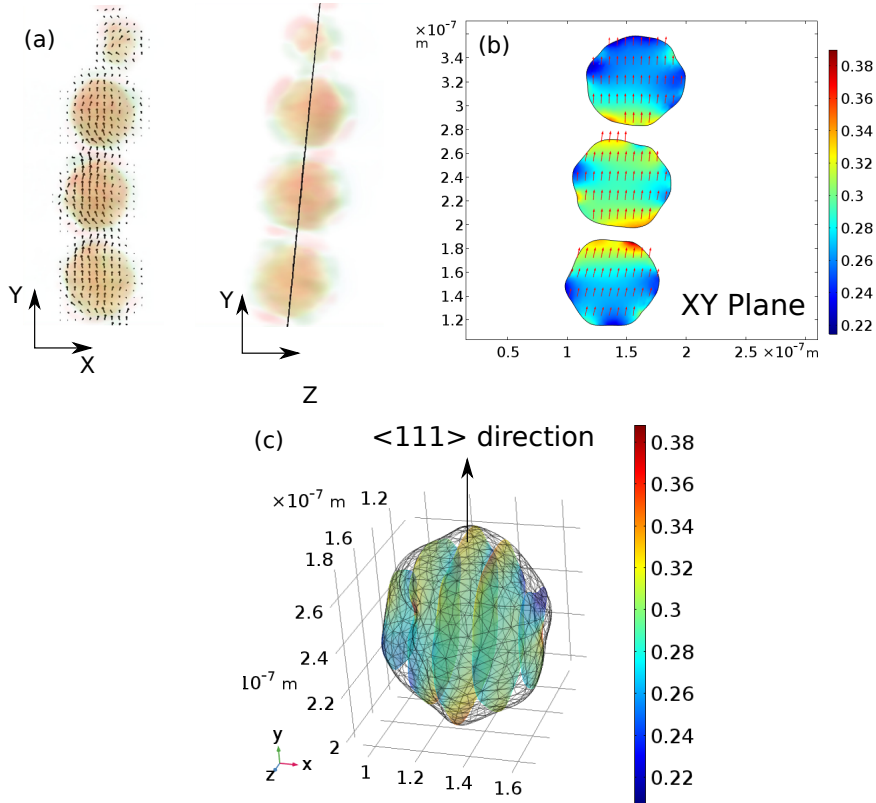 (a)
Y
X
Y
Z
(b)
×10⁻⁷
m
3.4
3.2
3
2.8
2.6
2.4
2.2
2
1.8
1.6
1.4
1.2
0.5
1
1.5
2
2.5 ×10⁻⁷ m
XY Plane
0.38
0.36
0.34
0.32
0.3
0.28
0.26
0.24
0.22
(c)
<111> direction
×10⁻⁷ m
1.2
1.6
1.8
2.6
2.4
10⁻⁷ m
2.2
2
1
1.2
1.4
1.6
y
z
x
0.38
0.36
0.34
0.32
0.3
0.28
0.26
0.24
0.22